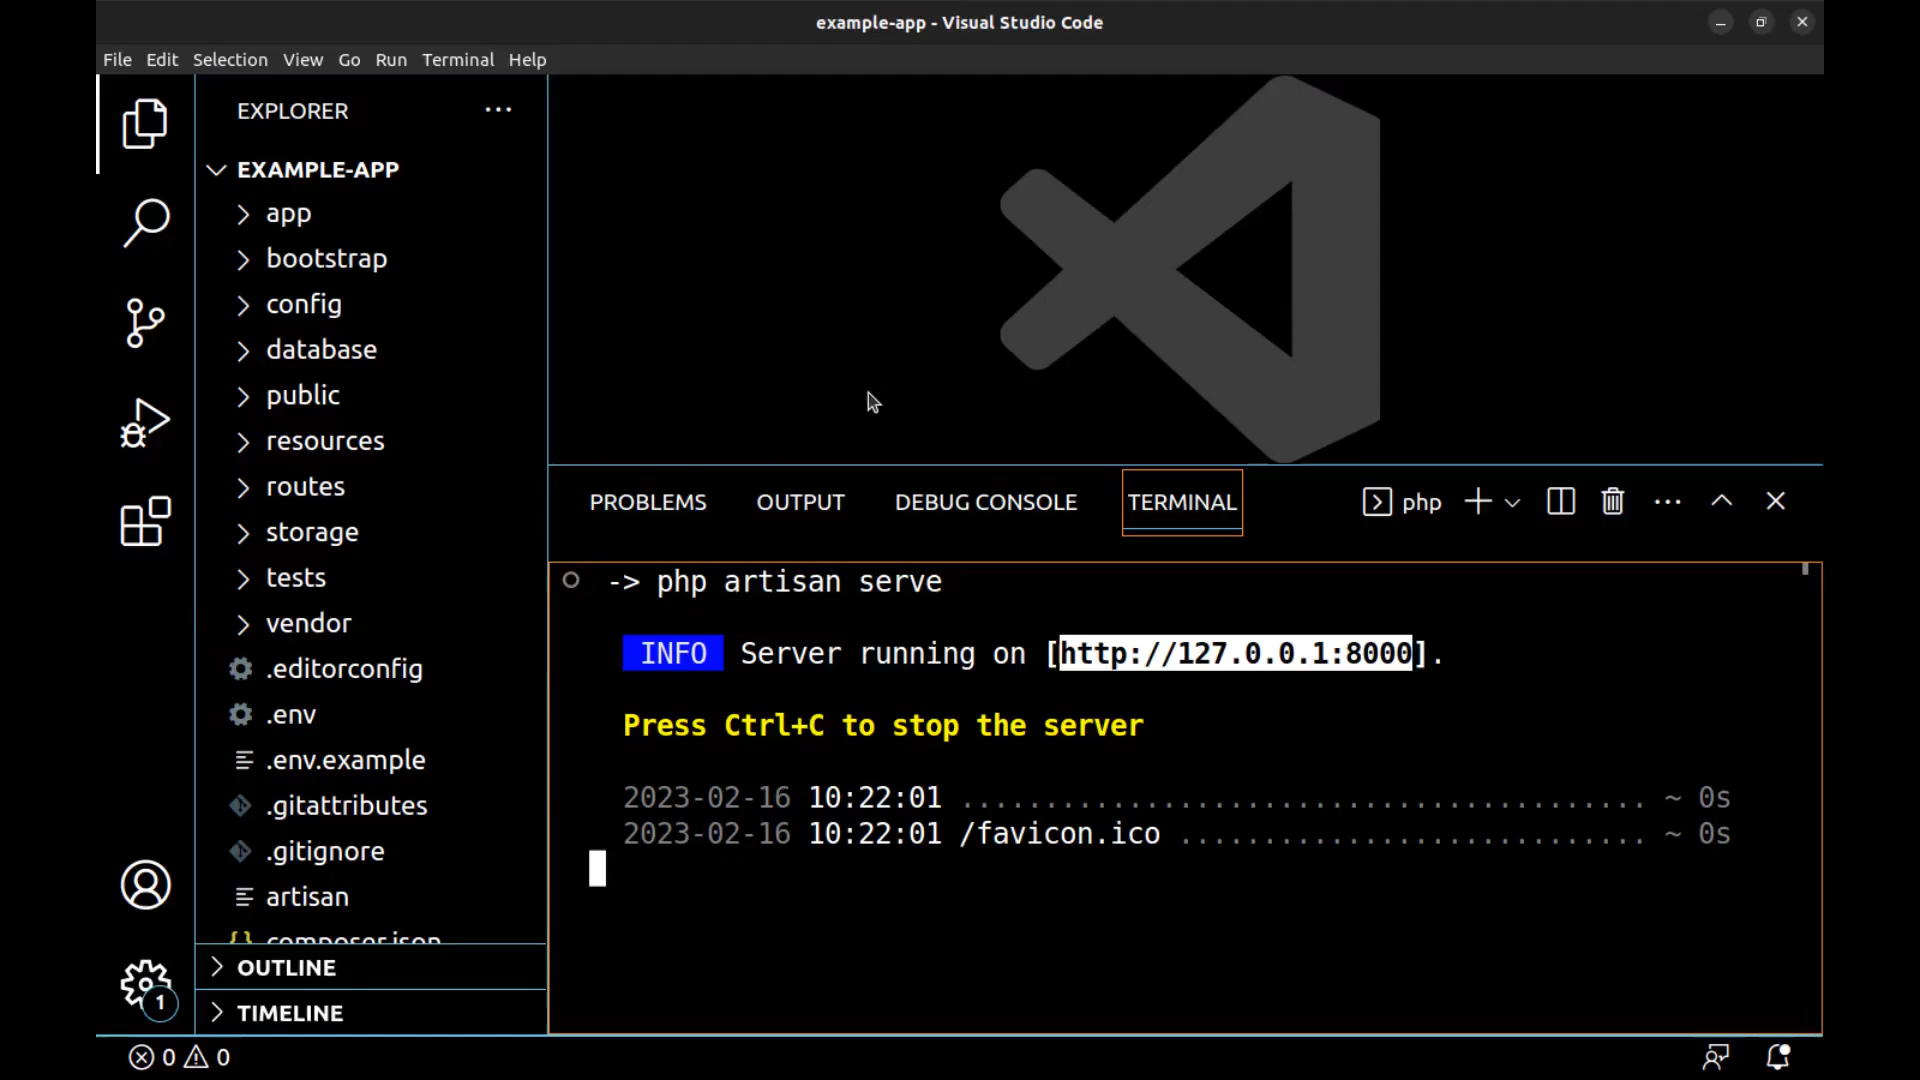 example-app - Visual Studio Code
File Edit Selection View Go Run Terminal Help
EXPLORER
EXAMPLE-APP
app
bootstrap
config
database
public
resources
routes
storage
tests
vendor
.editorconfig
.env
.env.example
.gitattributes
.gitignore
artisan
composer.json
OUTLINE
TIMELINE
1
PROBLEMS OUTPUT DEBUG CONSOLE TERMINAL php
-> php artisan serve
INFO Server running on [http://127.0.0.1:8000].
Press Ctrl+C to stop the server
2023-02-16 10:22:01 ......................................... ~ 0s
2023-02-16 10:22:01 /favicon.ico ............................ ~ 0s
0 0